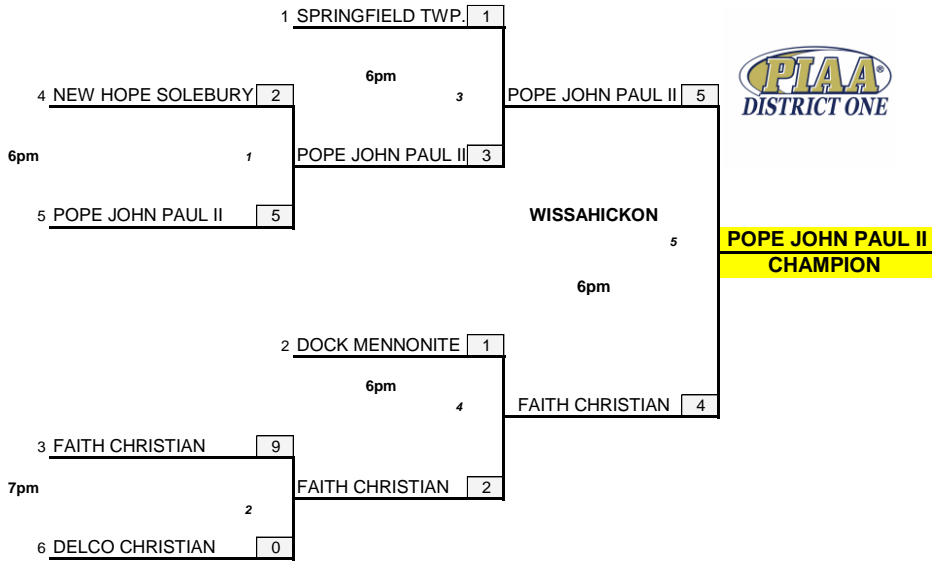 1 SPRINGFIELD TWP. 1
6pm
PIAA®
DISTRICT ONE
4 NEW HOPE SOLEBURY 2
3
POPE JOHN PAUL II 5
6pm
1
POPE JOHN PAUL II 3
5 POPE JOHN PAUL II 5
WISSAHICKON
5
POPE JOHN PAUL II
CHAMPION
6pm
2 DOCK MENNONITE 1
6pm
4
FAITH CHRISTIAN 4
3 FAITH CHRISTIAN 9
7pm
FAITH CHRISTIAN 2
2
6 DELCO CHRISTIAN 0